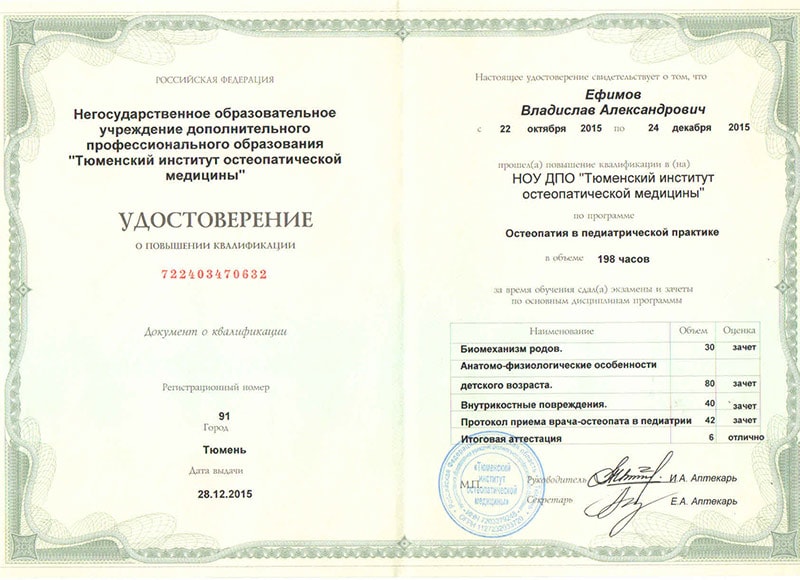 РОССИЙСКАЯ ФЕДЕРАЦИЯ
Негосударственное образовательное
учреждение дополнительного
профессионального образования
"Тюменский институт остеопатической
медицины"
УДОСТОВЕРЕНИЕ
О ПОВЫШЕНИИ КВАЛИФИКАЦИИ
722403470632
Документ о квалификации
Регистрационный номер
91
Город
Тюмень
Дата выдачи
28.12.2015
Настоящее удостоверение свидетельствует о том, что
Ефимов
Владислав Александрович
с 22 октября 2015 по 24 декабря 2015
прошел(а) повышение квалификации в (на)
НОУ ДПО "Тюменский институт
остеопатической медицины"
по программе
Остеопатия в педиатрической практике
в объеме 198 часов
за время обучения сдал(а) экзамены и зачеты
по основным дисциплинам программы
Наименование Объем Оценка
Биомеханизм родов. 30 зачет
Анатомо-физиологические особенности
детского возраста. 80 зачет
Внутрикостные повреждения. 40 зачет
Протокол приема врача-остеопата в педиатрии 42 зачет
Итоговая аттестация 6 отлично
«Тюменский
институт
остеопатической
медицины»
М.П.
Руководитель И.А. Аптекарь
Секретарь Е.А. Аптекарь